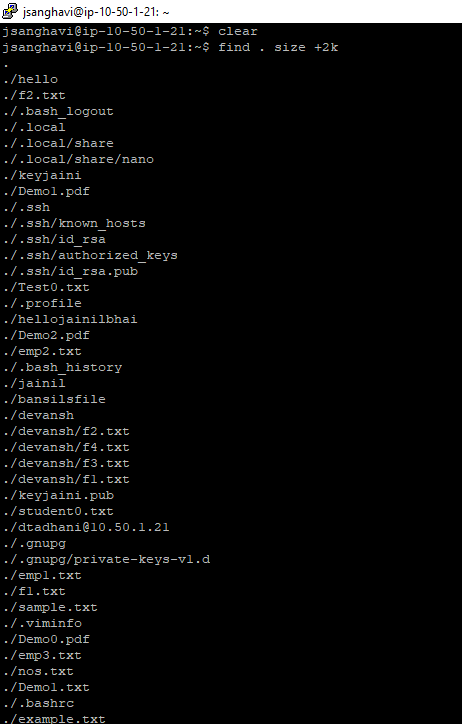 jsanghavi@ip-10-50-1-21: ~
jsanghavi@ip-10-50-1-21:~$ clear
jsanghavi@ip-10-50-1-21:~$ find . size +2k
.
./hello
./f2.txt
./.bash_logout
./.local
./.local/share
./.local/share/nano
./keyjaini
./Demo1.pdf
./.ssh
./.ssh/known_hosts
./.ssh/id_rsa
./.ssh/authorized_keys
./.ssh/id_rsa.pub
./Test0.txt
./.profile
./hellojainilbhai
./Demo2.pdf
./emp2.txt
./.bash_history
./jainil
./bansilsfile
./devansh
./devansh/f2.txt
./devansh/f4.txt
./devansh/f3.txt
./devansh/f1.txt
./keyjaini.pub
./student0.txt
./dtadhani@10.50.1.21
./.gnupg
./.gnupg/private-keys-v1.d
./emp1.txt
./f1.txt
./sample.txt
./.viminfo
./Demo0.pdf
./emp3.txt
./nos.txt
./Demo1.txt
./.bashrc
./example.txt